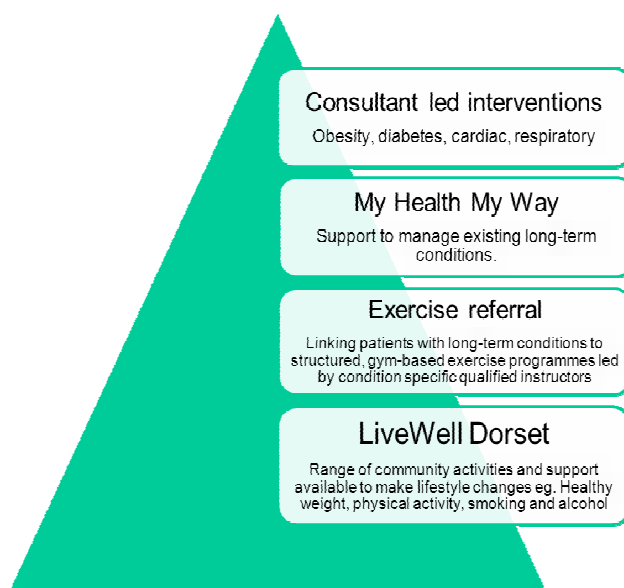 Consultant led interventions
Obesity, diabetes, cardiac, respiratory
My Health My Way
Support to manage existing long-term
conditions.
Exercise referral
Linking patients with long-term conditions to
structured, gym-based exercise programmes led
by condition specific qualified instructors
LiveWell Dorset
Range of community activities and support
available to make lifestyle changes eg. Healthy
weight, physical activity, smoking and alcohol